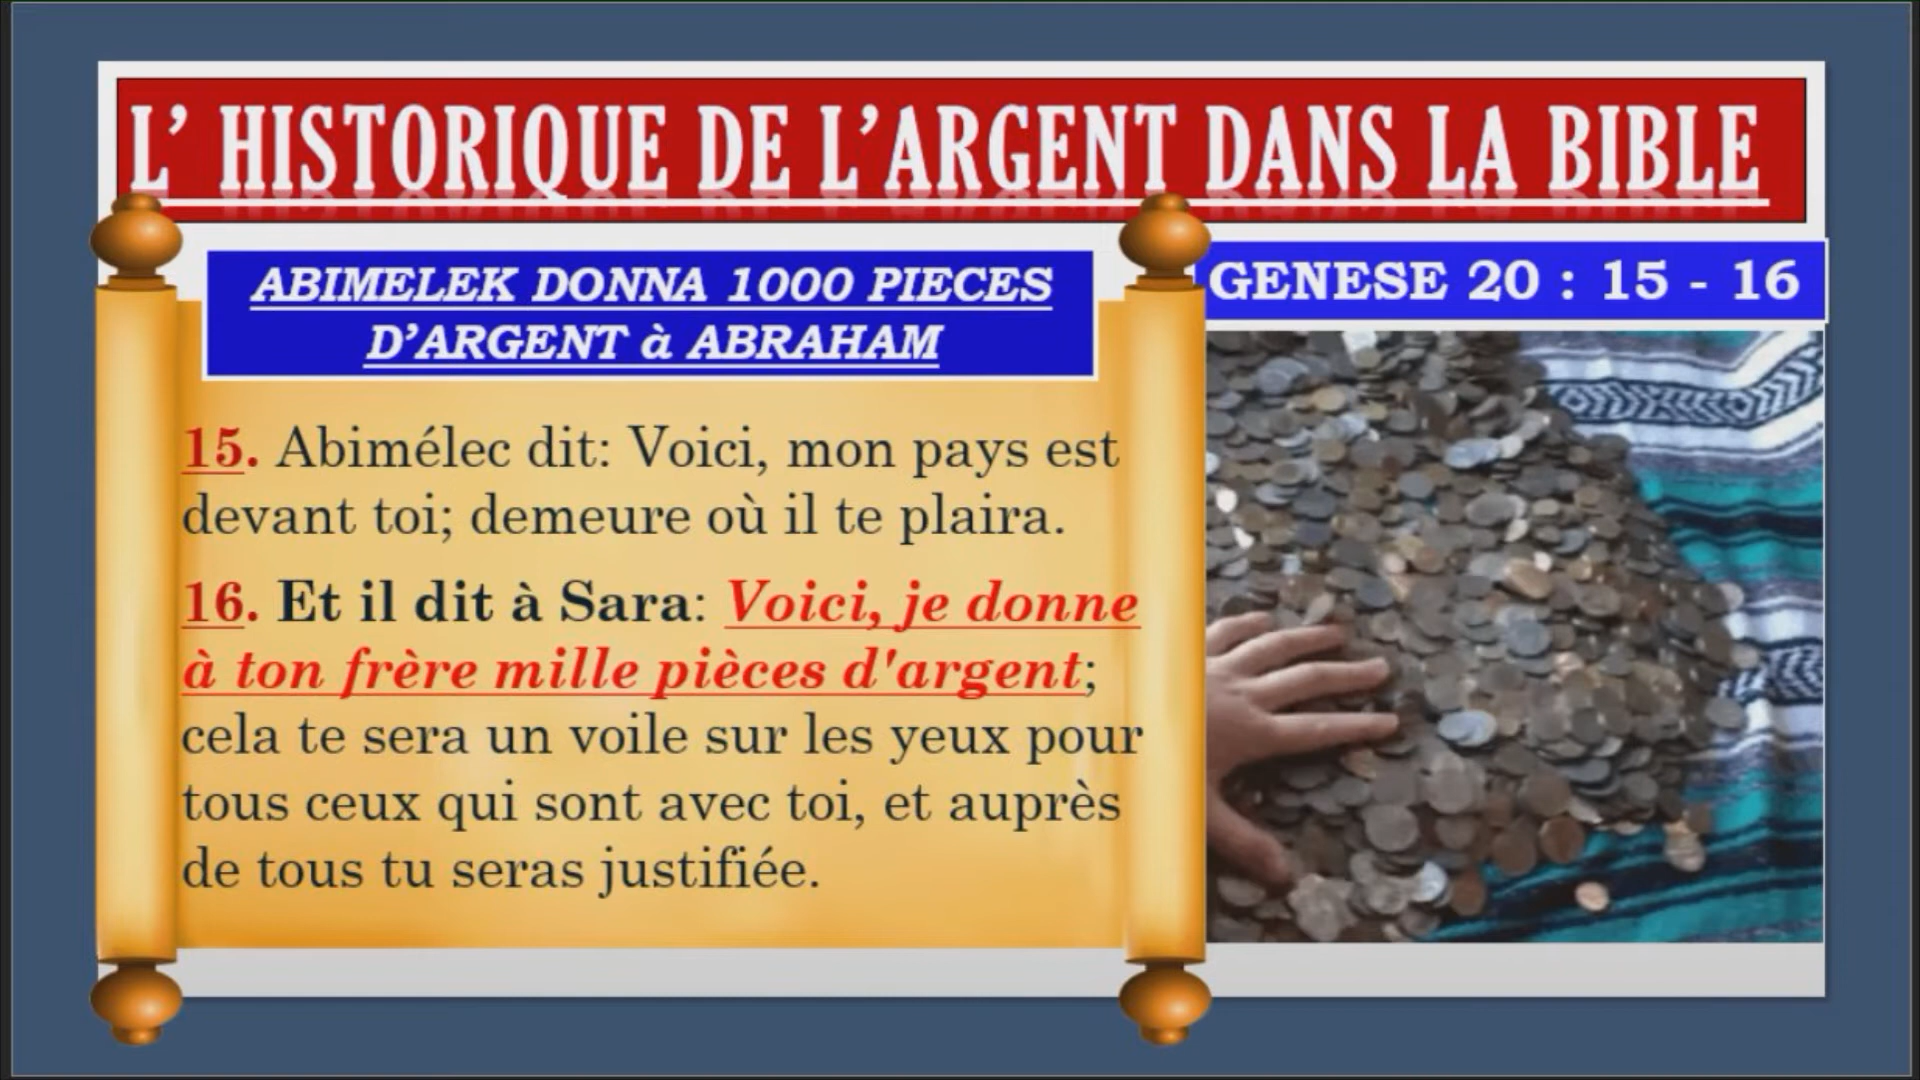 L' HISTORIQUE DE L'ARGENT DANS LA BIBLE
ABIMELEK DONNA 1000 PIECES
D'ARGENT à ABRAHAM
GENESE 20 : 15 - 16
15. Abimélec dit: Voici, mon pays est
devant toi; demeure où il te plaira.
16. Et il dit à Sara: Voici, je donne
à ton frère mille pièces d'argent;
cela te sera un voile sur les yeux pour
tous ceux qui sont avec toi, et auprès
de tous tu seras justifiée.